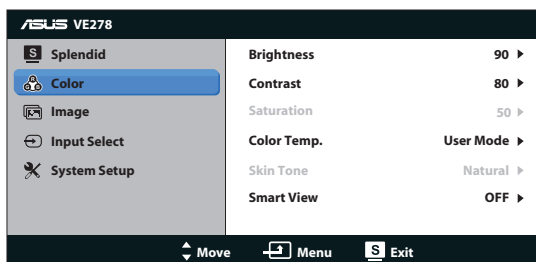 ASUS VE278
S Splendid
Color
Image
Input Select
System Setup
Brightness 90
Contrast 80
Saturation 50
Color Temp. User Mode
Skin Tone Natural
Smart View OFF
Move Menu S Exit